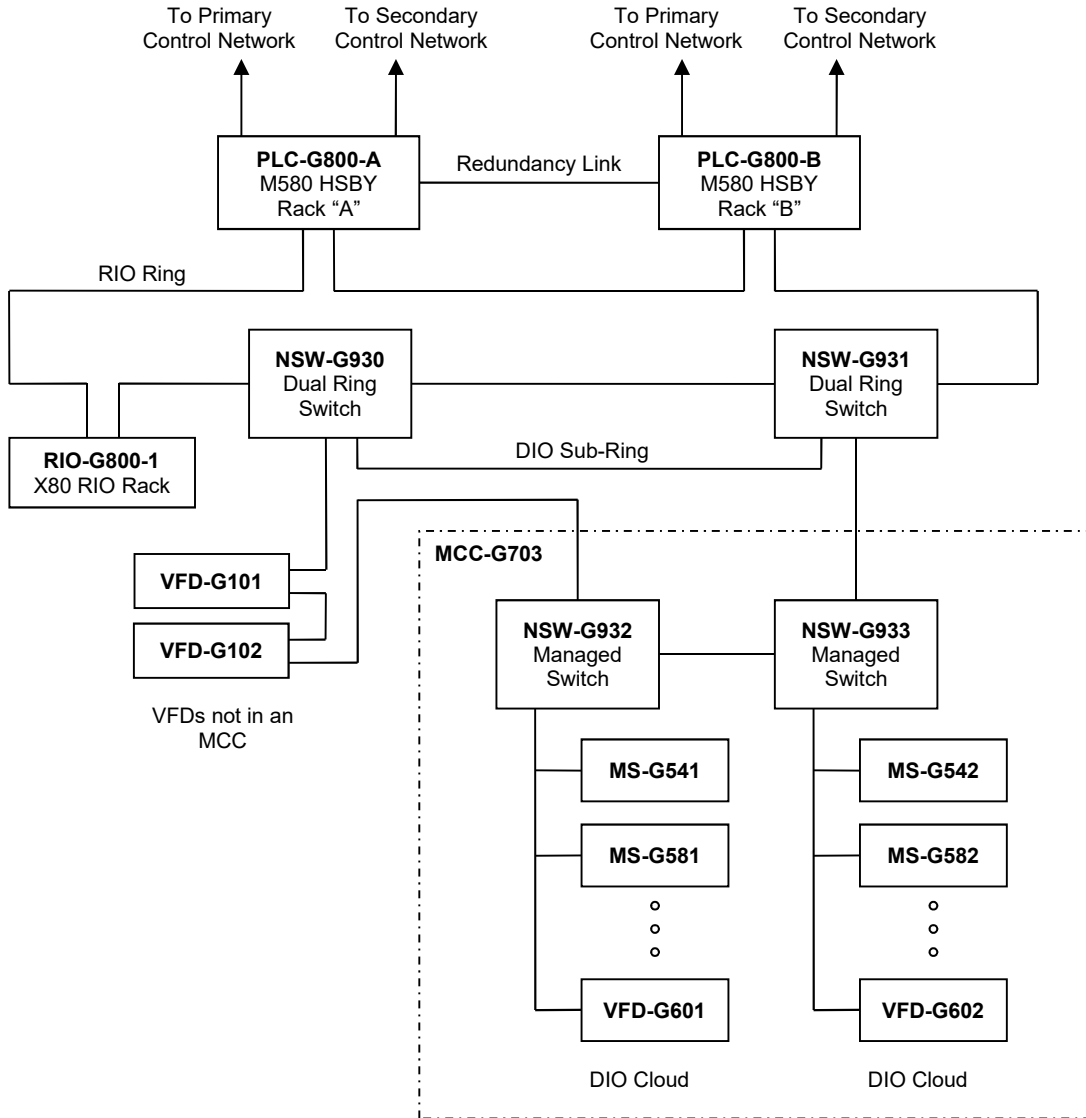 To Primary
Control Network
To Secondary
Control Network
To Primary
Control Network
To Secondary
Control Network
PLC-G800-A
M580 HSBY
Rack “A”
Redundancy Link
PLC-G800-B
M580 HSBY
Rack “B”
RIO Ring
NSW-G930
Dual Ring
Switch
NSW-G931
Dual Ring
Switch
RIO-G800-1
X80 RIO Rack
DIO Sub-Ring
MCC-G703
VFD-G101
VFD-G102
VFDs not in an
MCC
NSW-G932
Managed
Switch
NSW-G933
Managed
Switch
MS-G541
MS-G542
MS-G581
MS-G582
VFD-G601
VFD-G602
DIO Cloud
DIO Cloud